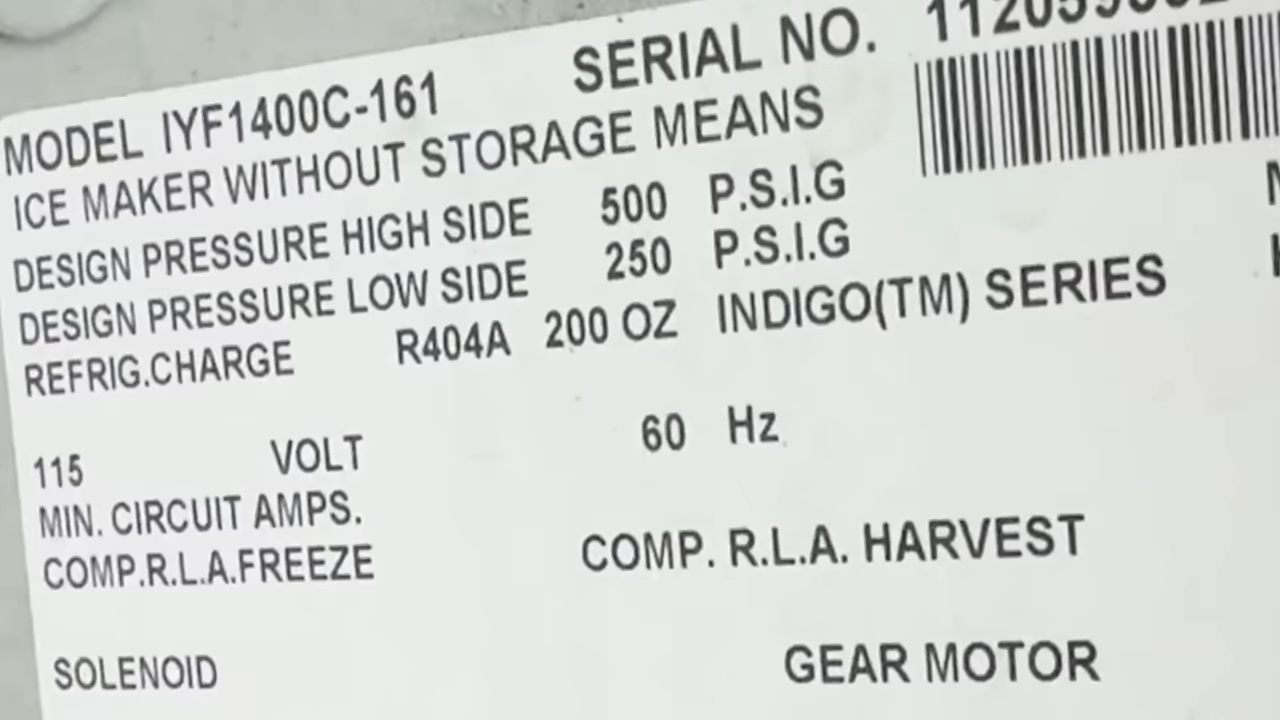 MODEL IYF1400C-161 SERIAL NO.
ICE MAKER WITHOUT STORAGE MEANS
DESIGN PRESSURE HIGH SIDE 500 P.S.I.G
DESIGN PRESSURE LOW SIDE 250 P.S.I.G
REFRIG.CHARGE R404A 200 OZ INDIGO(TM) SERIES
115 VOLT 60 Hz
MIN. CIRCUIT AMPS.
COMP.R.L.A.FREEZE COMP. R.L.A. HARVEST
SOLENOID GEAR MOTOR